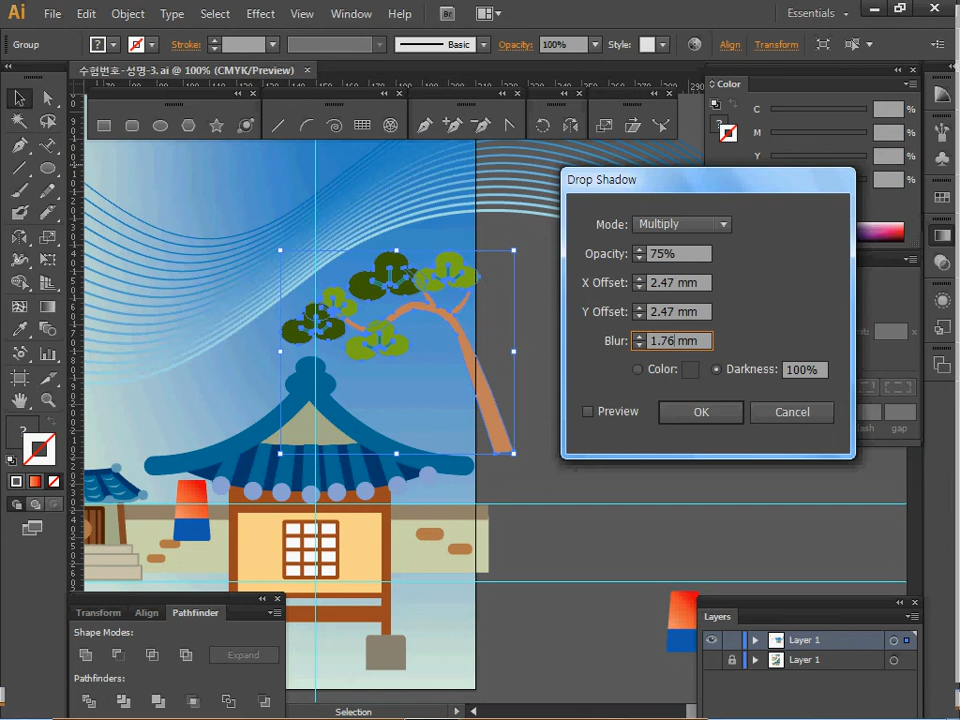 Ai File Edit Object Type Select Effect View Window Help Br Essentials
Group ? Stroke: Basic Opacity: 100% Style: Align Transform
수험번호-성명-3.ai @ 100% (CMYK/Preview)
Color
C %
M %
Y %
%
Drop Shadow
Mode: Multiply
Opacity: 75%
X Offset: 2.47 mm
Y Offset: 2.47 mm
Blur: 1.76 mm
Color: Darkness: 100%
Preview OK Cancel
Transform Align Pathfinder
Shape Modes:
Expand
Pathfinders:
Layers
Layer 1
Layer 1
Selection